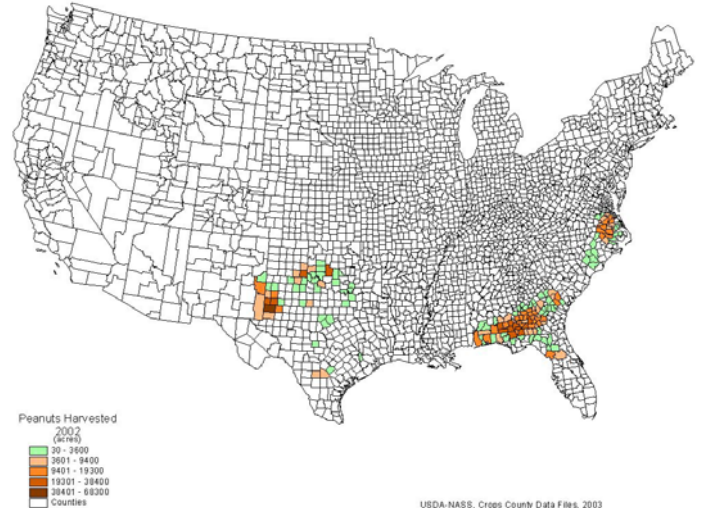 Peanuts Harvested
2002
(acres)
30 - 3600
3601 - 9400
9401 - 19300
19301 - 38400
38401 - 68300
Counties
USDA-NASS, Crops County Data Files, 2003